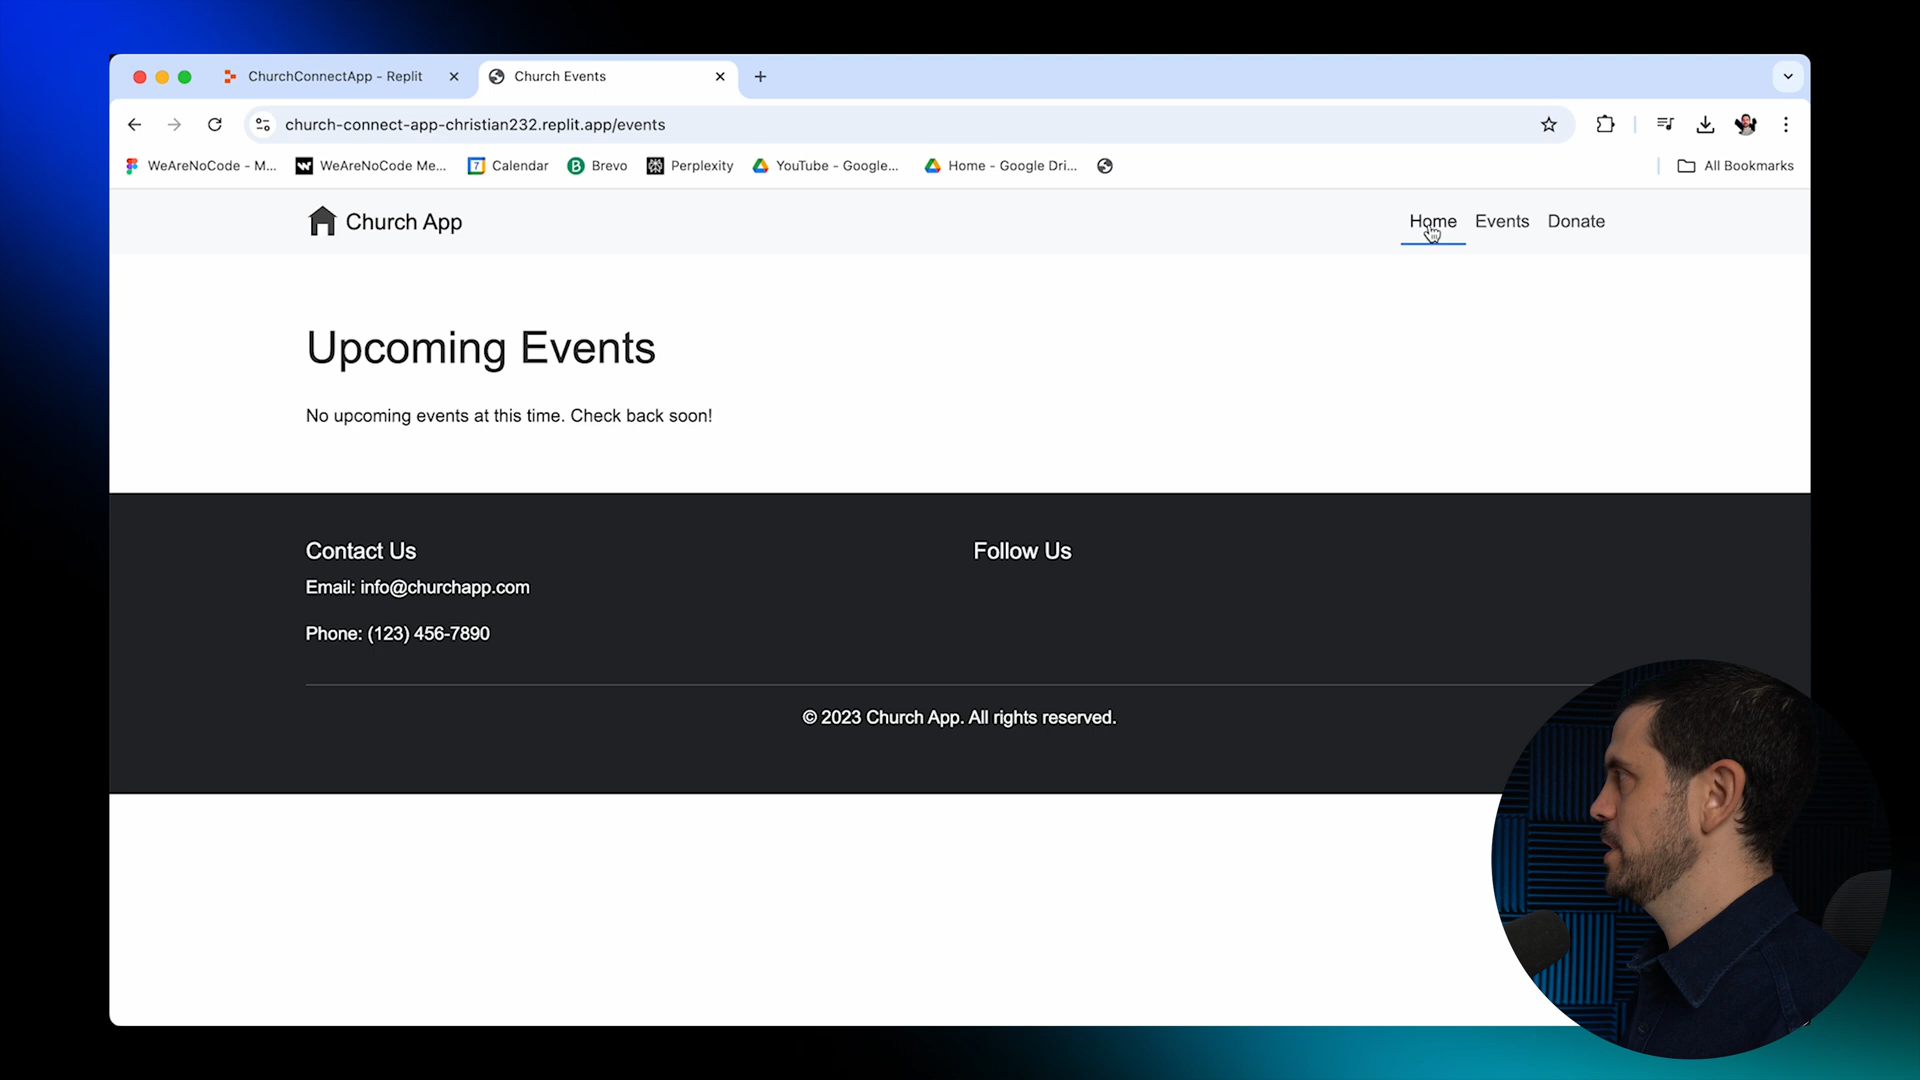 ChurchConnectApp - Replit
Church Events
church-connect-app-christian232.replit.app/events
WeAreNoCode - M...
WeAreNoCode Me...
7
Calendar
B
Brevo
Perplexity
YouTube - Google...
Home - Google Dri...
All Bookmarks
Church App
Home
Events
Donate
Upcoming Events
No upcoming events at this time. Check back soon!
Contact Us
Follow Us
Email: info@churchapp.com
Phone: (123) 456-7890
© 2023 Church App. All rights reserved.